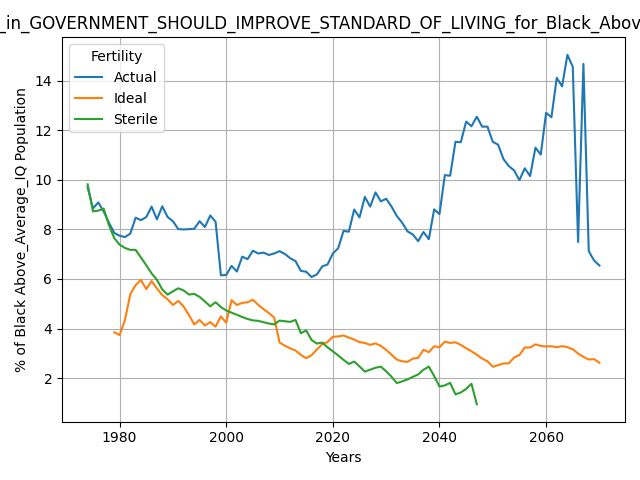 _in_GOVERNMENT_SHOULD_IMPROVE_STANDARD_OF_LIVING_for_Black_Above
Fertility
Actual
Ideal
Sterile
% of Black Above_Average_IQ Population
14
12
10
8
6
4
2
1980 2000 2020 2040 2060
Years